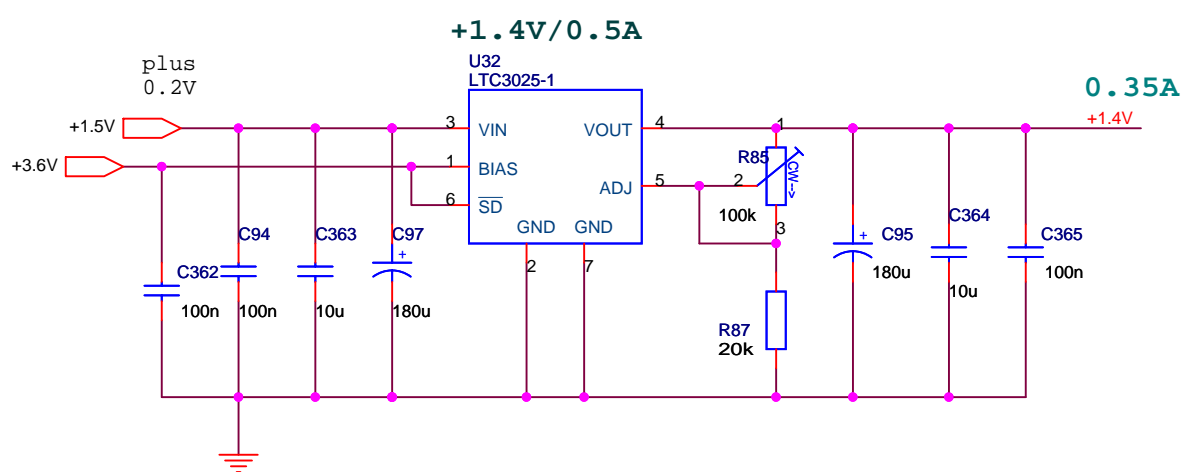 +1.4V/0.5A
plus
0.2V
U32
LTC3025-1
0.35A
+1.5V
3
VIN
VOUT
4
1
+1.4V
+3.6V
1
BIAS
R85
CW-->
5
ADJ
2
6
SD
100k
GND
GND
3
C94
C363
C97
+
C95
+
C364
C365
C362
2
7
180u
100n
100n
100n
10u
180u
10u
R87
20k